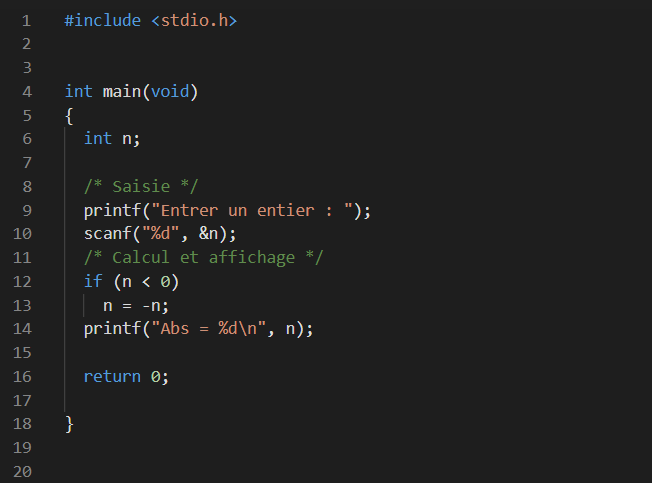 1 #include <stdio.h>
2
3
4 int main(void)
5 {
6   int n;
7
8   /* Saisie */
9   printf("Entrer un entier : ");
10   scanf("%d", &n);
11   /* Calcul et affichage */
12   if (n < 0)
13     n = -n;
14   printf("Abs = %d\n", n);
15
16   return 0;
17
18 }
19
20